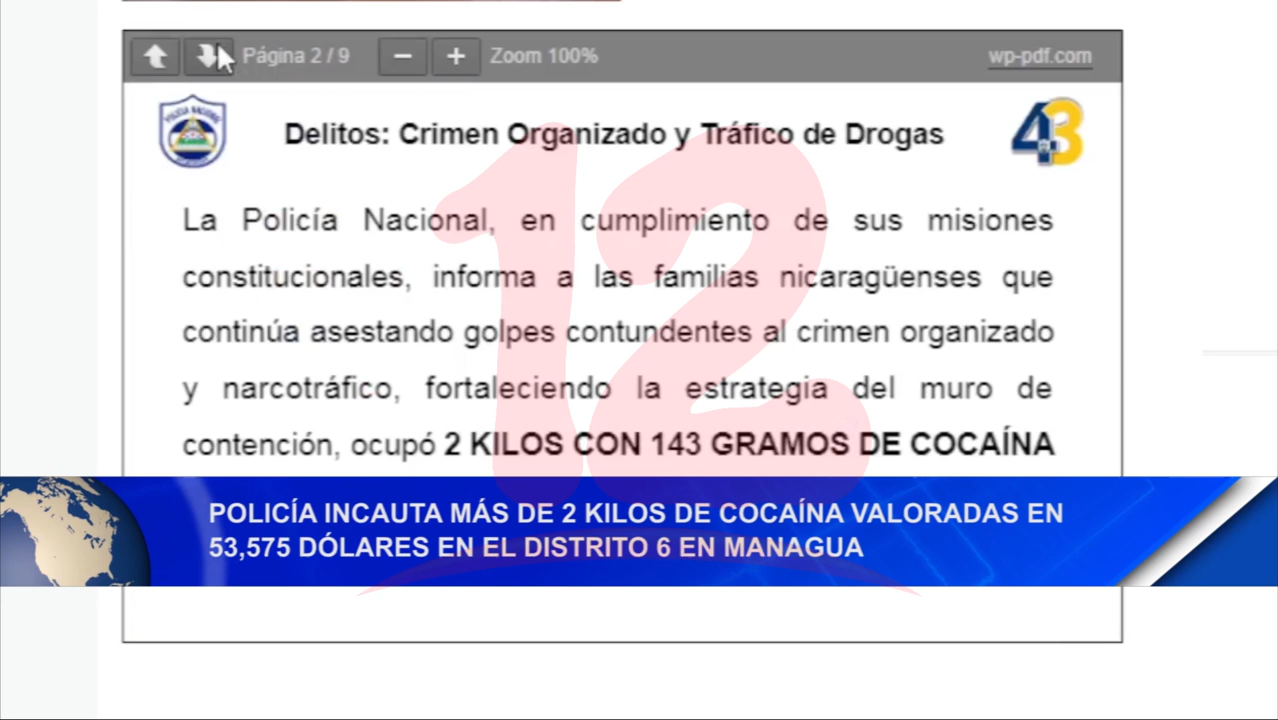 Página 2 / 9
Zoom 100%
wp-pdf.com
Delitos: Crimen Organizado y Tráfico de Drogas
43
La Policía Nacional, en cumplimiento de sus misiones
constitucionales, informa a las familias nicaragüenses que
continúa asestando golpes contundentes al crimen organizado
y narcotráfico, fortaleciendo la estrategia del muro de
contención, ocupó 2 KILOS CON 143 GRAMOS DE COCAÍNA
12
POLICÍA INCAUTA MÁS DE 2 KILOS DE COCAÍNA VALORADAS EN
53,575 DÓLARES EN EL DISTRITO 6 EN MANAGUA